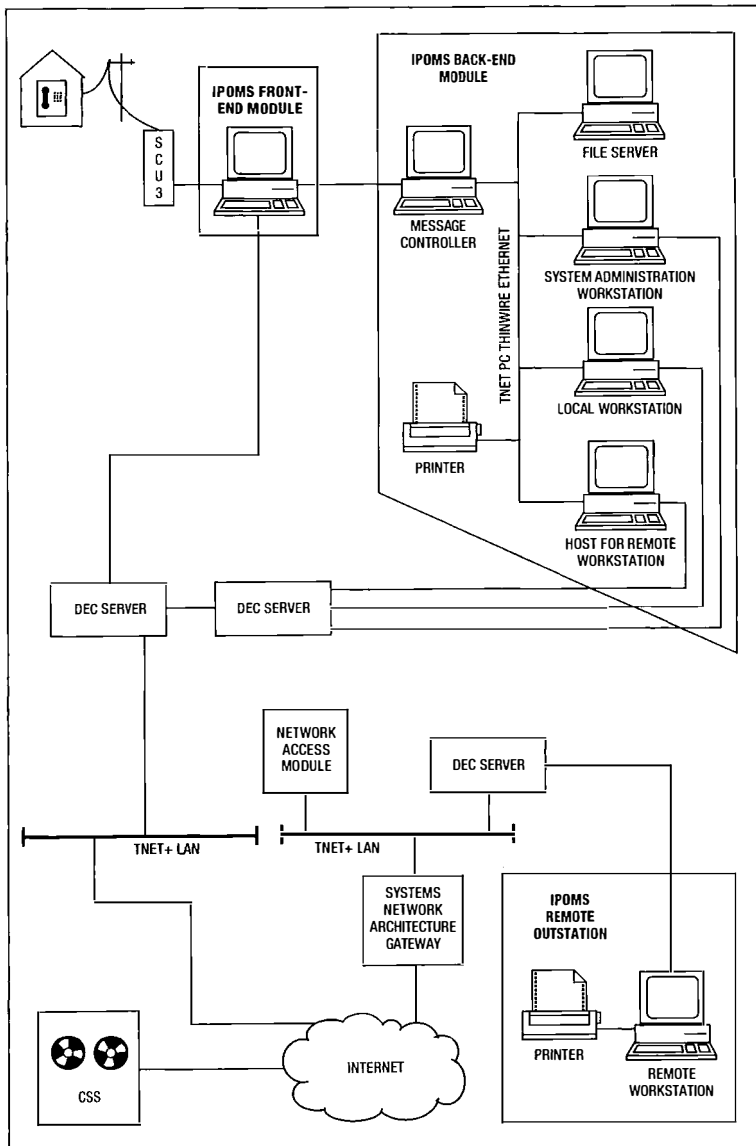 IPOMS FRONT-
END MODULE
IPOMS BACK-END
MODULE
S
C
U
3
FILE SERVER
MESSAGE
CONTROLLER
TNET PC THINWIRE ETHERNET
SYSTEM ADMINISTRATION
WORKSTATION
LOCAL WORKSTATION
PRINTER
HOST FOR REMOTE
WORKSTATION
DEC SERVER
DEC SERVER
NETWORK
ACCESS
MODULE
DEC SERVER
TNET+ LAN
TNET+ LAN
SYSTEMS
NETWORK
ARCHITECTURE
GATEWAY
IPOMS
REMOTE
OUTSTATION
CSS
INTERNET
PRINTER
REMOTE
WORKSTATION